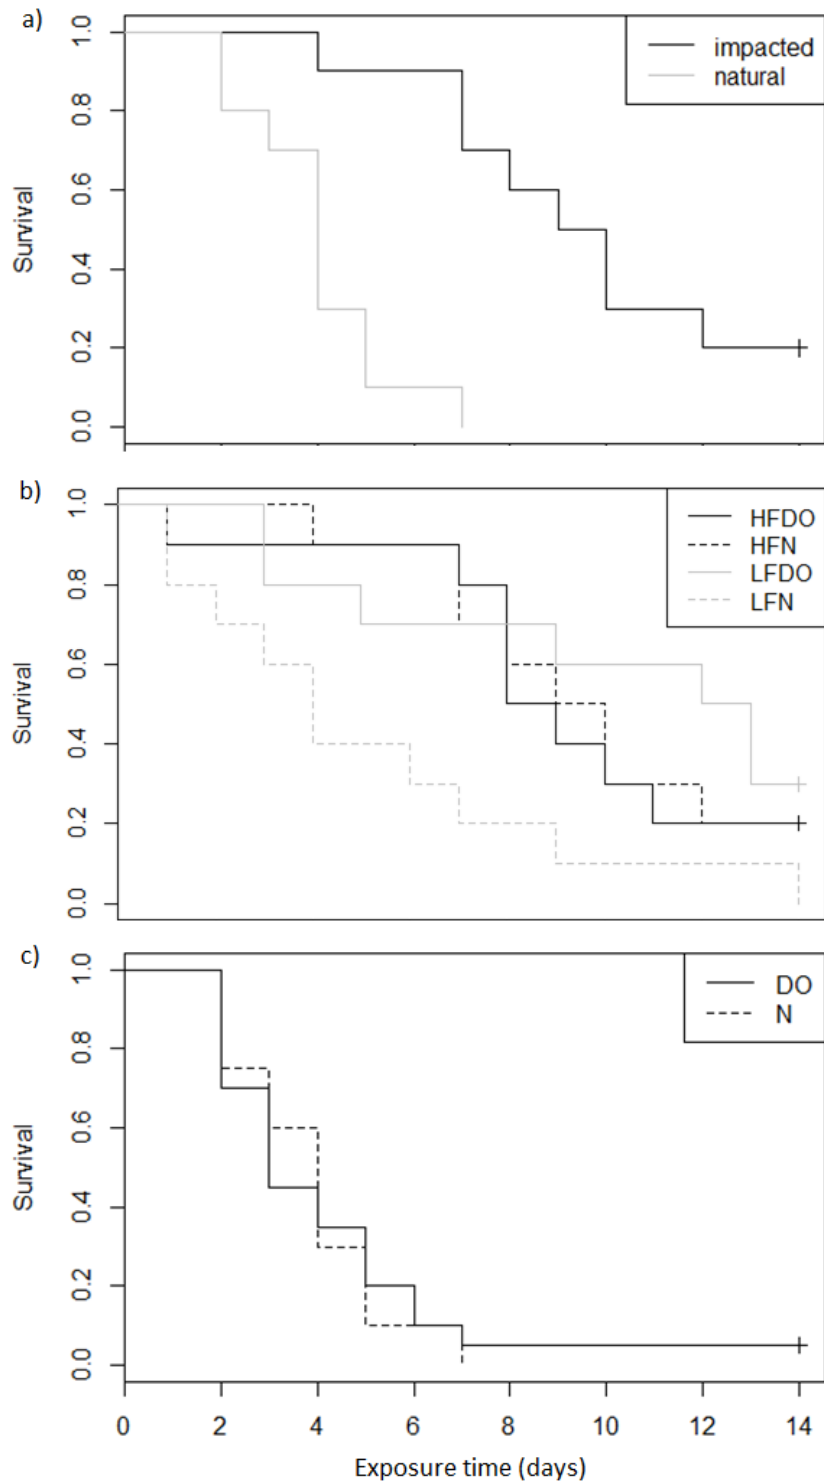 a)
1.0
0.8
0.6
0.4
0.2
0.0
Survival
impacted
natural
b)
1.0
0.8
0.6
0.4
0.2
0.0
Survival
HFDO
HFN
LFDO
LFN
c)
1.0
0.8
0.6
0.4
0.2
0.0
Survival
DO
N
0 2 4 6 8 10 12 14
Exposure time (days)